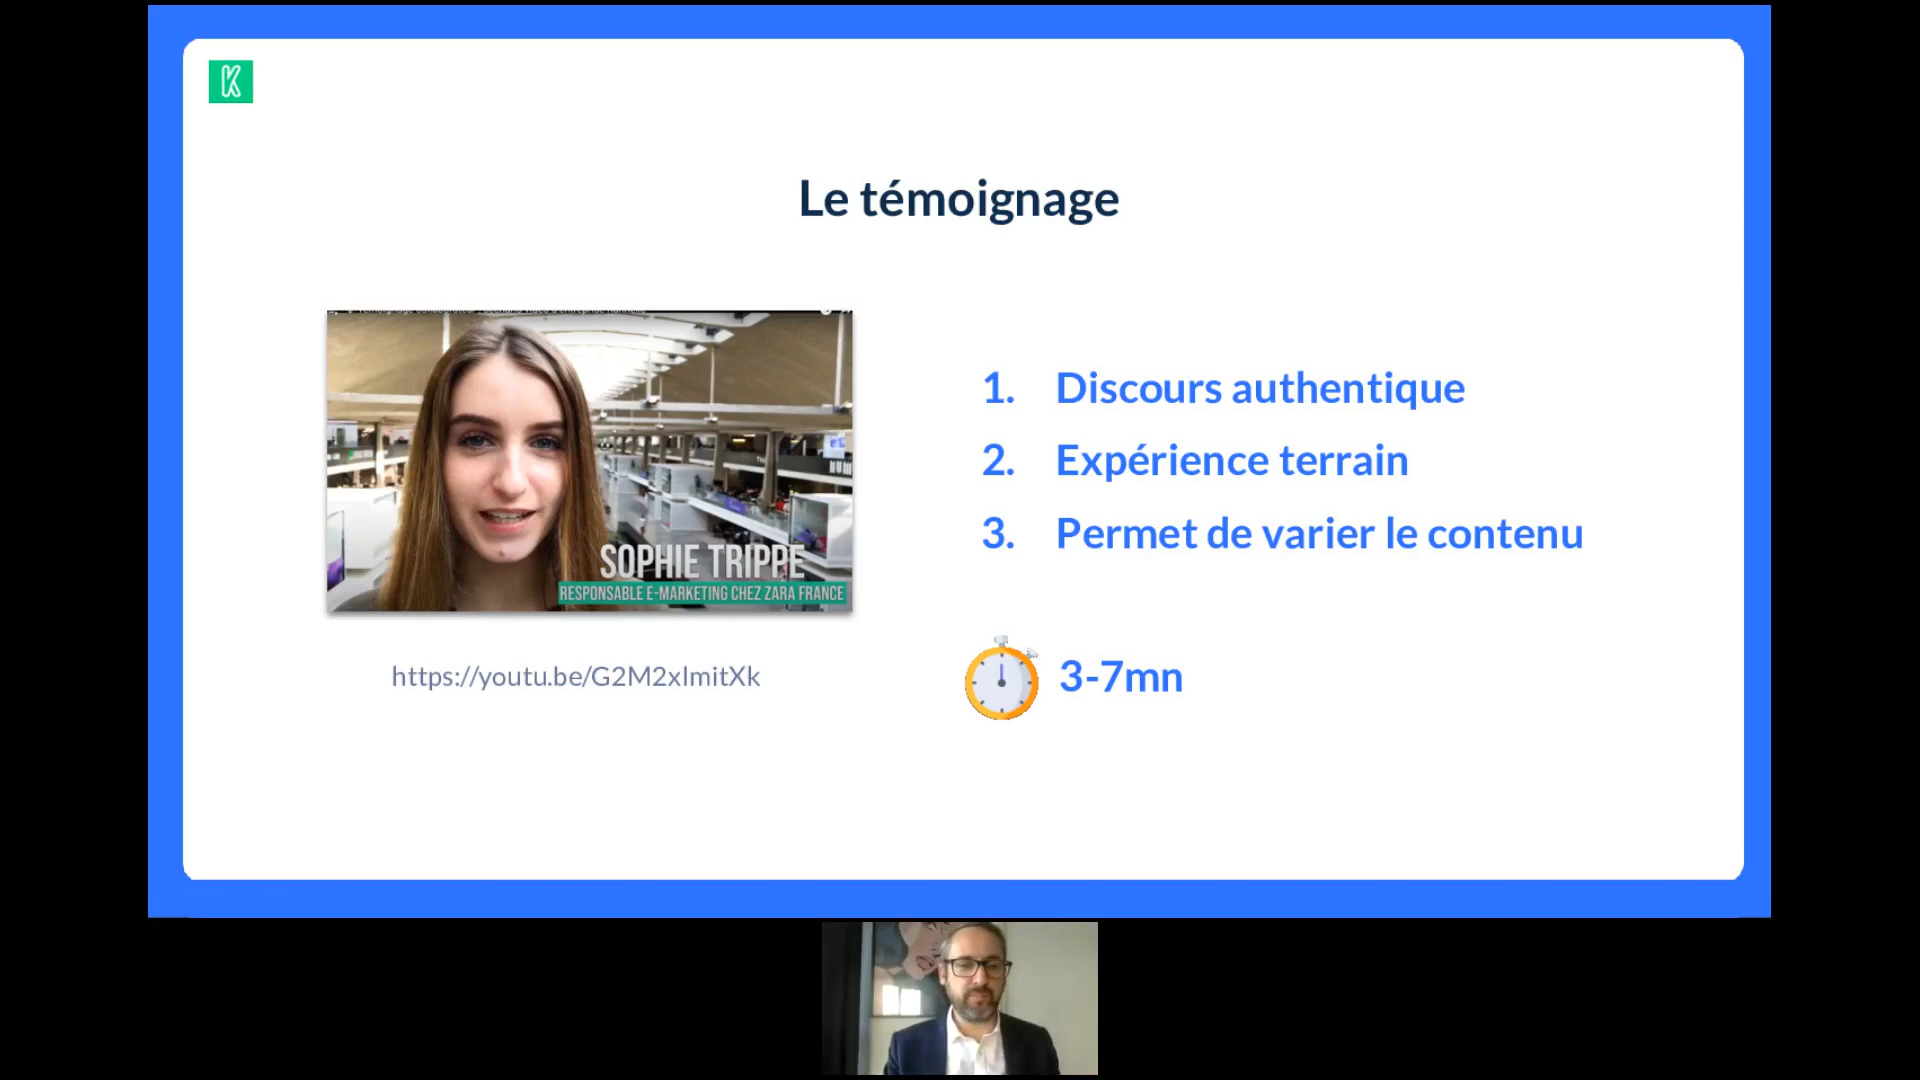 K
Le témoignage
SOPHIE TRIPPE
RESPONSABLE E-MARKETING CHEZ ZARA FRANCE
https://youtu.be/G2M2xImitXk
1. Discours authentique
2. Expérience terrain
3. Permet de varier le contenu
3-7mn